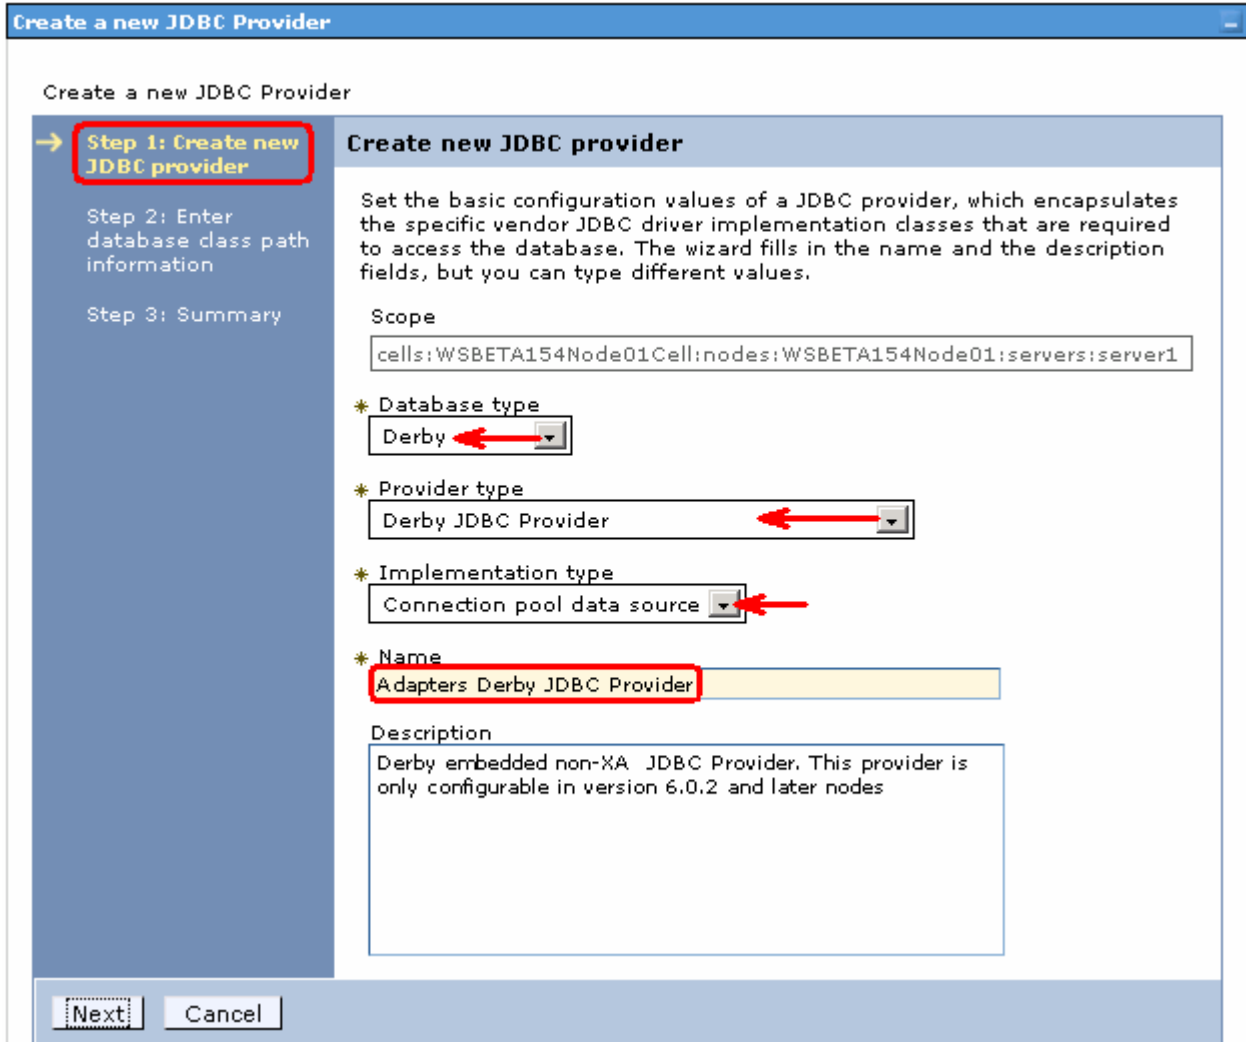 Create a new JDBC Provider
Create a new JDBC Provider
Step 1: Create new
JDBC provider
Step 2: Enter
database class path
information
Step 3: Summary
Create new JDBC provider
Set the basic configuration values of a JDBC provider, which encapsulates
the specific vendor JDBC driver implementation classes that are required
to access the database. The wizard fills in the name and the description
fields, but you can type different values.
Scope
cells:WSBETA154Node01Cell:nodes:WSBETA154Node01:servers:server1
Database type
Derby
Provider type
Derby JDBC Provider
Implementation type
Connection pool data source
Name
Adapters Derby JDBC Provider
Description
Derby embedded non-XA  JDBC Provider. This provider is
only configurable in version 6.0.2 and later nodes
Next
Cancel